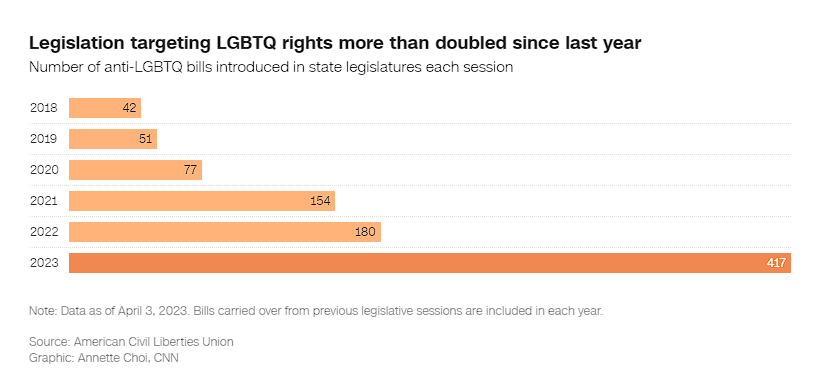 Legislation targeting LGBTQ rights more than doubled since last year
Number of anti-LGBTQ bills introduced in state legislatures each session
2018 42
2019 51
2020 77
2021 154
2022 180
2023 417
Note: Data as of April 3, 2023. Bills carried over from previous legislative sessions are included in each year.
Source: American Civil Liberties Union
Graphic: Annette Choi, CNN